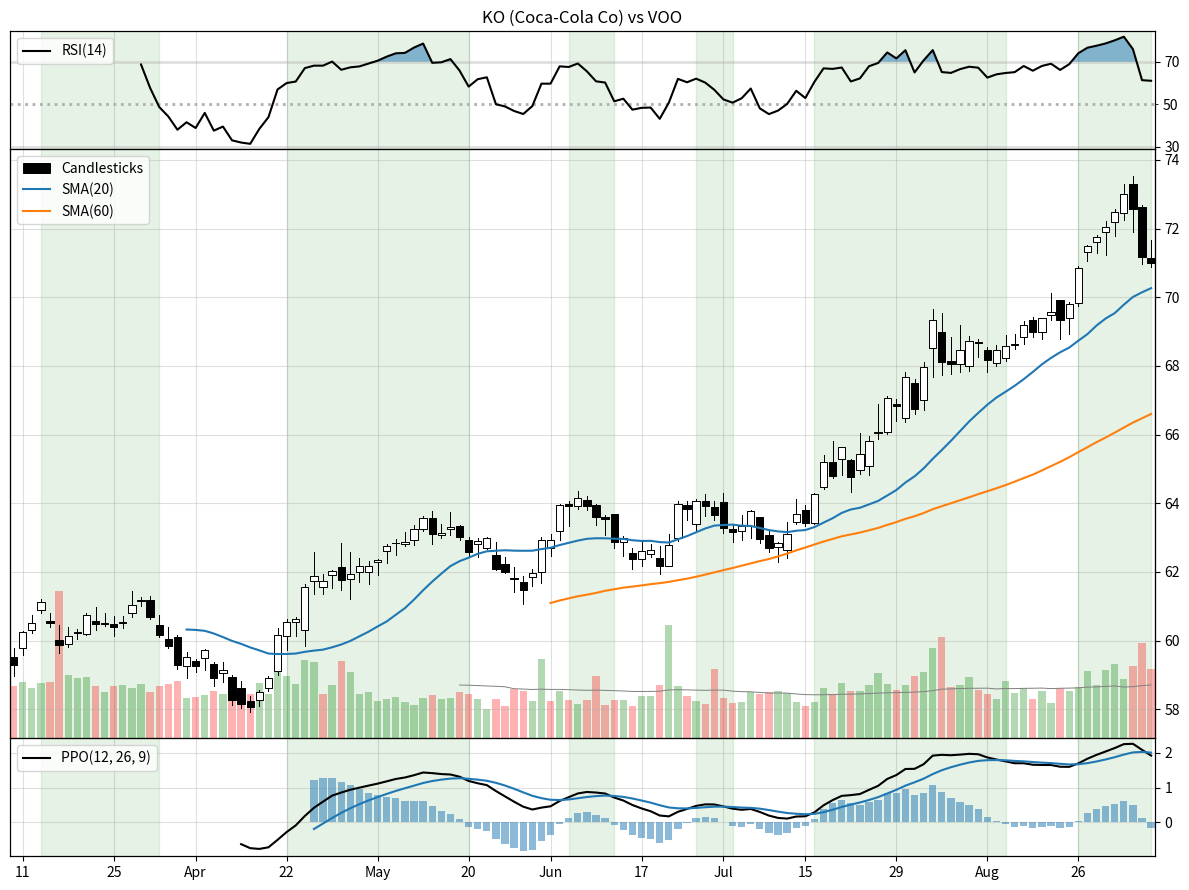 KO (Coca-Cola Co) vs VOO
RSI(14)
70
50
30
Candlesticks
SMA(20)
SMA(60)
74
72
70
68
66
64
62
60
58
PPO(12, 26, 9)
2
1
0
11 25 Apr 22 May 20 Jun 17 Jul 15 29 Aug 26